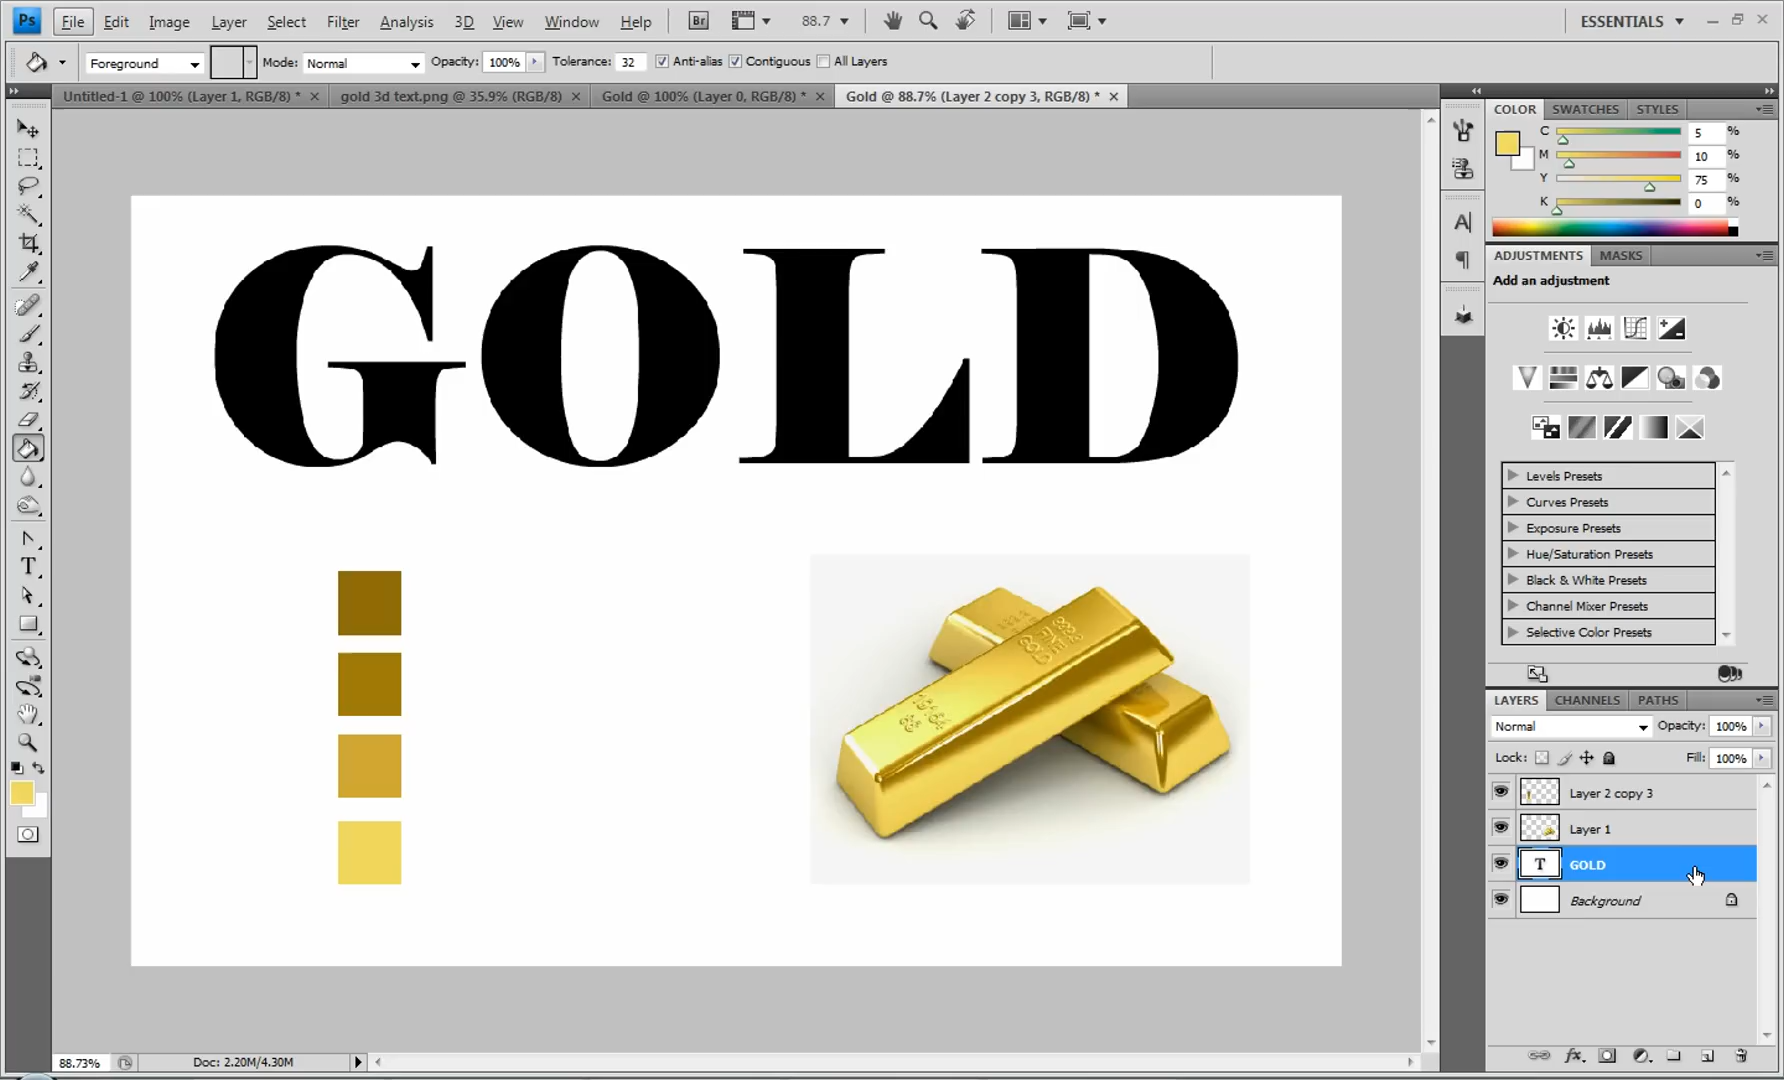 Ps File Edit Image Layer Select Filter Analysis 3D View Window Help Br 88.7 ESSENTIALS
Foreground Mode: Normal Opacity: 100% Tolerance: 32 Anti-alias Contiguous All Layers
Untitled-1 @ 100% (Layer 1, RGB/8) * gold 3d text.png @ 35.9% (RGB/8) Gold @ 100% (Layer 0, RGB/8) * Gold @ 88.7% (Layer 2 copy 3, RGB/8) *
COLOR SWATCHES STYLES
C 5 %
M 10 %
Y 75 %
K 0 %
ADJUSTMENTS MASKS
Add an adjustment
GOLD
Levels Presets
Curves Presets
Exposure Presets
Hue/Saturation Presets
Black & White Presets
Channel Mixer Presets
Selective Color Presets
FINE
GOLD
LAYERS CHANNELS PATHS
Normal Opacity: 100%
Lock: Fill: 100%
Layer 2 copy 3
Layer 1
T GOLD
Background
88.73% Doc: 2.20M/4.30M